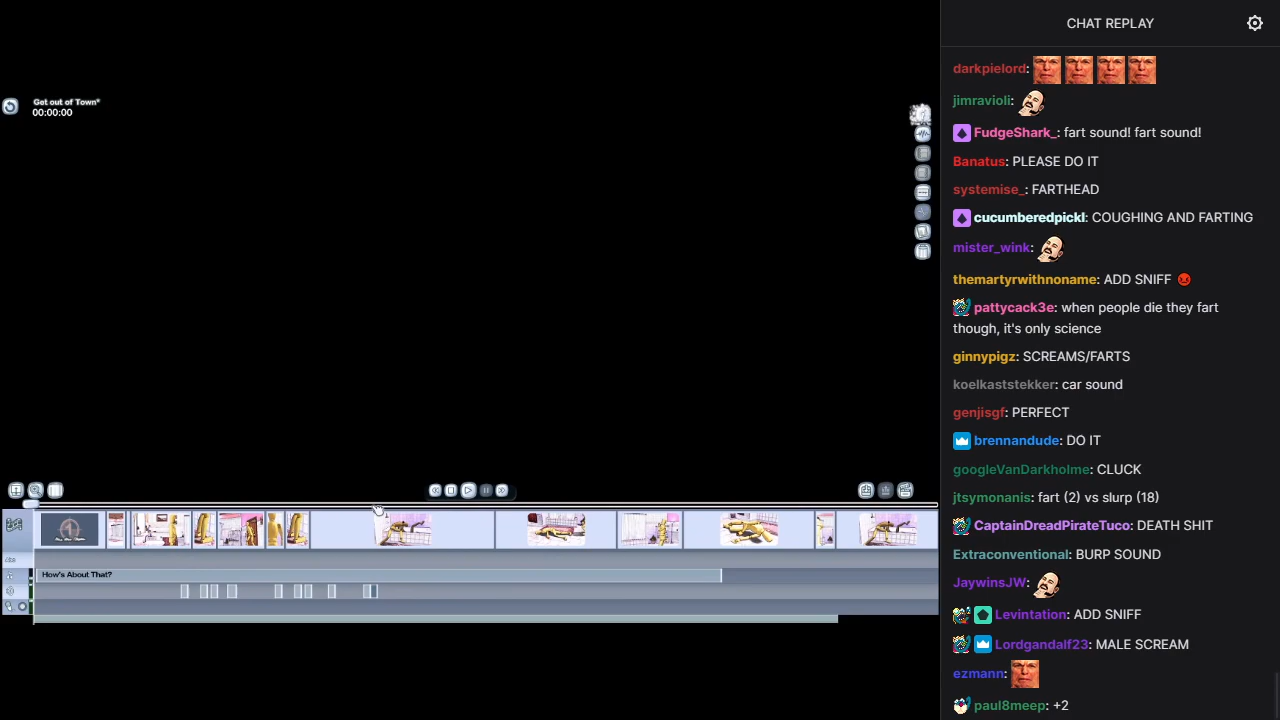 Get out of Town*
00:00:00
How's About That?
CHAT REPLAY
darkpielord:
jimravioli:
FudgeShark_: fart sound! fart sound!
Banatus: PLEASE DO IT
systemise_: FARTHEAD
cucumberedpickl: COUGHING AND FARTING
mister_wink:
themartyrwithnoname: ADD SNIFF
pattycack3e: when people die they fart
though, it's only science
ginnypigz: SCREAMS/FARTS
koelkaststekker: car sound
genjisgf: PERFECT
brennandude: DO IT
googleVanDarkholme: CLUCK
jtsymonanis: fart (2) vs slurp (18)
CaptainDreadPirateTuco: DEATH SHIT
Extraconventional: BURP SOUND
JaywinsJW:
Levintation: ADD SNIFF
Lordgandalf23: MALE SCREAM
ezmann:
paul8meep: +2